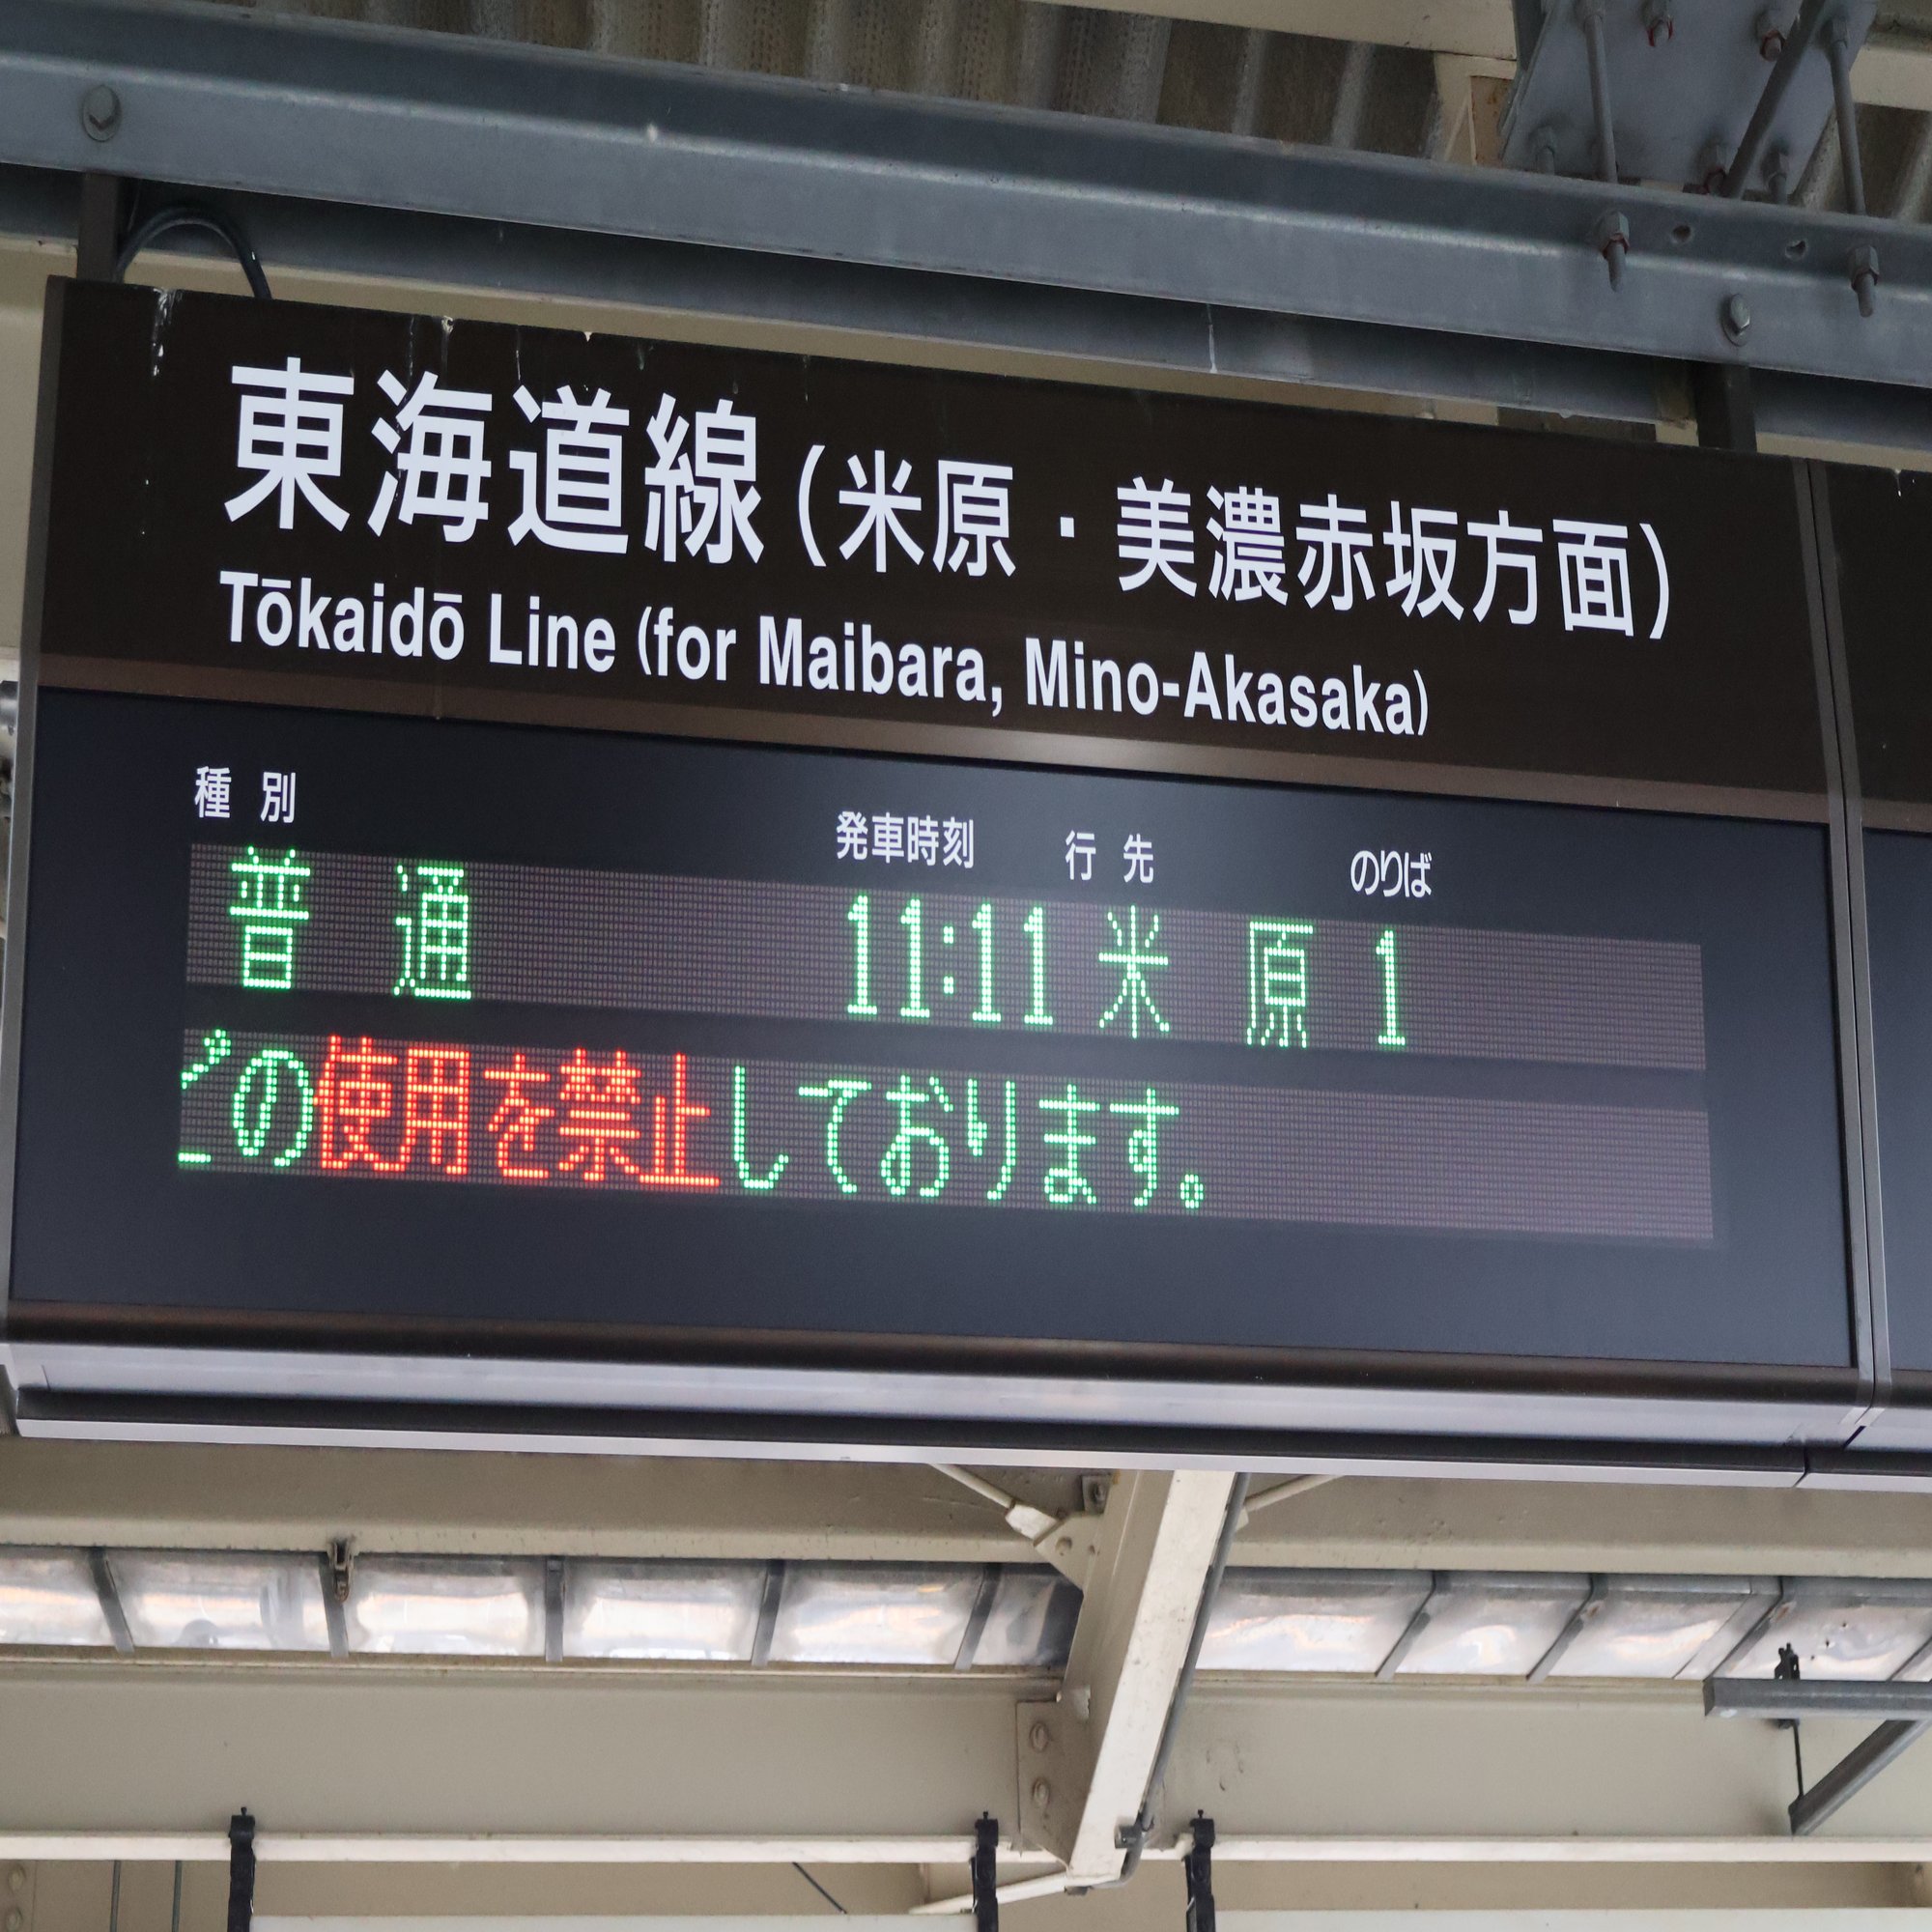 東海道線(米原・美濃赤坂方面)
Tōkaidō Line (for Maibara, Mino-Akasaka)
種別 発車時刻 行先 のりば
普通 11:11 米原 1
の使用を禁止しております。